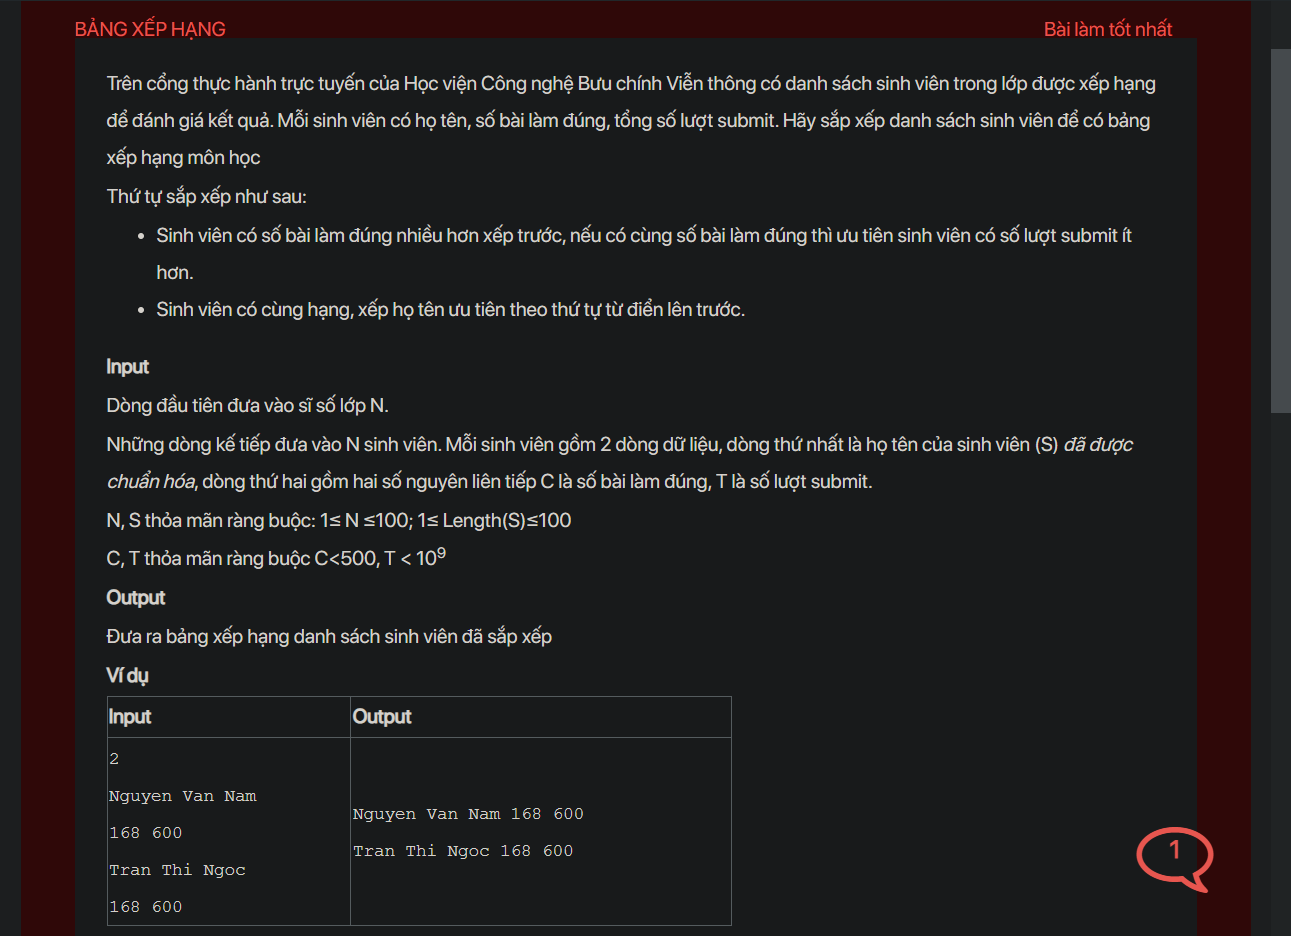 BẢNG XẾP HẠNG
Bài làm tốt nhất
Trên cổng thực hành trực tuyến của Học viện Công nghệ Bưu chính Viễn thông có danh sách sinh viên trong lớp được xếp hạng
để đánh giá kết quả. Mỗi sinh viên có họ tên, số bài làm đúng, tổng số lượt submit. Hãy sắp xếp danh sách sinh viên để có bảng
xếp hạng môn học
Thứ tự sắp xếp như sau:
• Sinh viên có số bài làm đúng nhiều hơn xếp trước, nếu có cùng số bài làm đúng thì ưu tiên sinh viên có số lượt submit ít
hơn.
• Sinh viên có cùng hạng, xếp họ tên ưu tiên theo thứ tự từ điển lên trước.
Input
Dòng đầu tiên đưa vào sĩ số lớp N.
Những dòng kế tiếp đưa vào N sinh viên. Mỗi sinh viên gồm 2 dòng dữ liệu, dòng thứ nhất là họ tên của sinh viên (S) đã được
chuẩn hóa, dòng thứ hai gồm hai số nguyên liên tiếp C là số bài làm đúng, T là số lượt submit.
N, S thỏa mãn ràng buộc: 1≤ N ≤100; 1≤ Length(S)≤100
C, T thỏa mãn ràng buộc C<500, T < 10⁹
Output
Đưa ra bảng xếp hạng danh sách sinh viên đã sắp xếp
Ví dụ
Input
Output
2
Nguyen Van Nam
168 600
Tran Thi Ngoc
168 600
Nguyen Van Nam 168 600
Tran Thi Ngoc 168 600
1